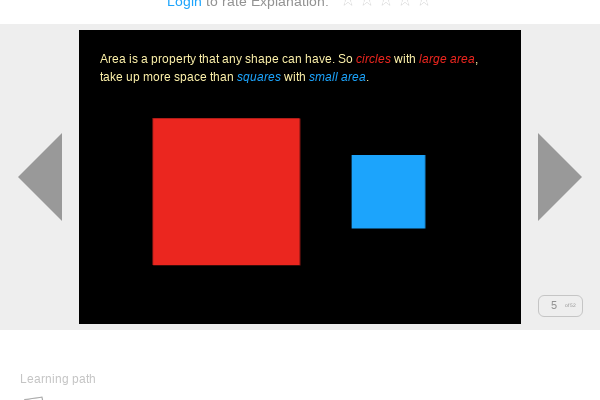 Login to rate Explanation:
Area is a property that any shape can have. So circles with large area,
take up more space than squares with small area.
5
Learning path